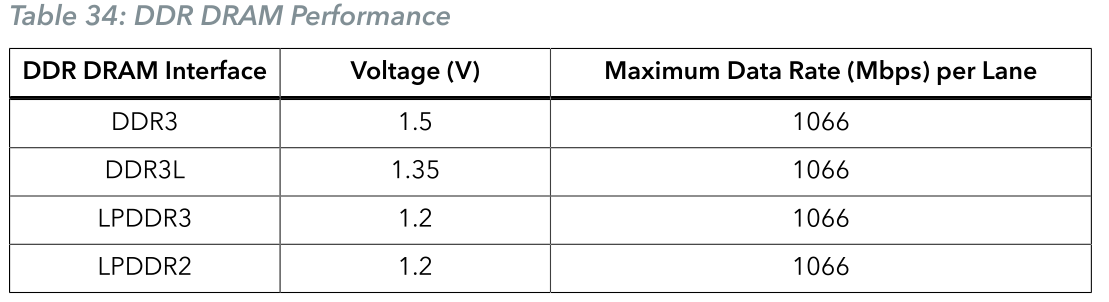 Table 34: DDR DRAM Performance
DDR DRAM Interface Voltage (V) Maximum Data Rate (Mbps) per Lane
DDR3 1.5 1066
DDR3L 1.35 1066
LPDDR3 1.2 1066
LPDDR2 1.2 1066